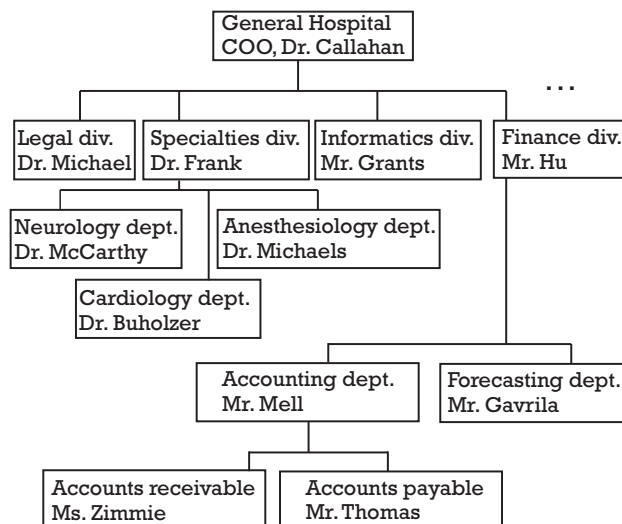 General Hospital
COO, Dr. Callahan
...
Legal div.
Dr. Michael
Specialties div.
Dr. Frank
Informatics div.
Mr. Grants
Finance div.
Mr. Hu
Neurology dept.
Dr. McCarthy
Anesthesiology dept.
Dr. Michaels
Cardiology dept.
Dr. Buholzer
Accounting dept.
Mr. Mell
Forecasting dept.
Mr. Gavrila
Accounts receivable
Ms. Zimmie
Accounts payable
Mr. Thomas